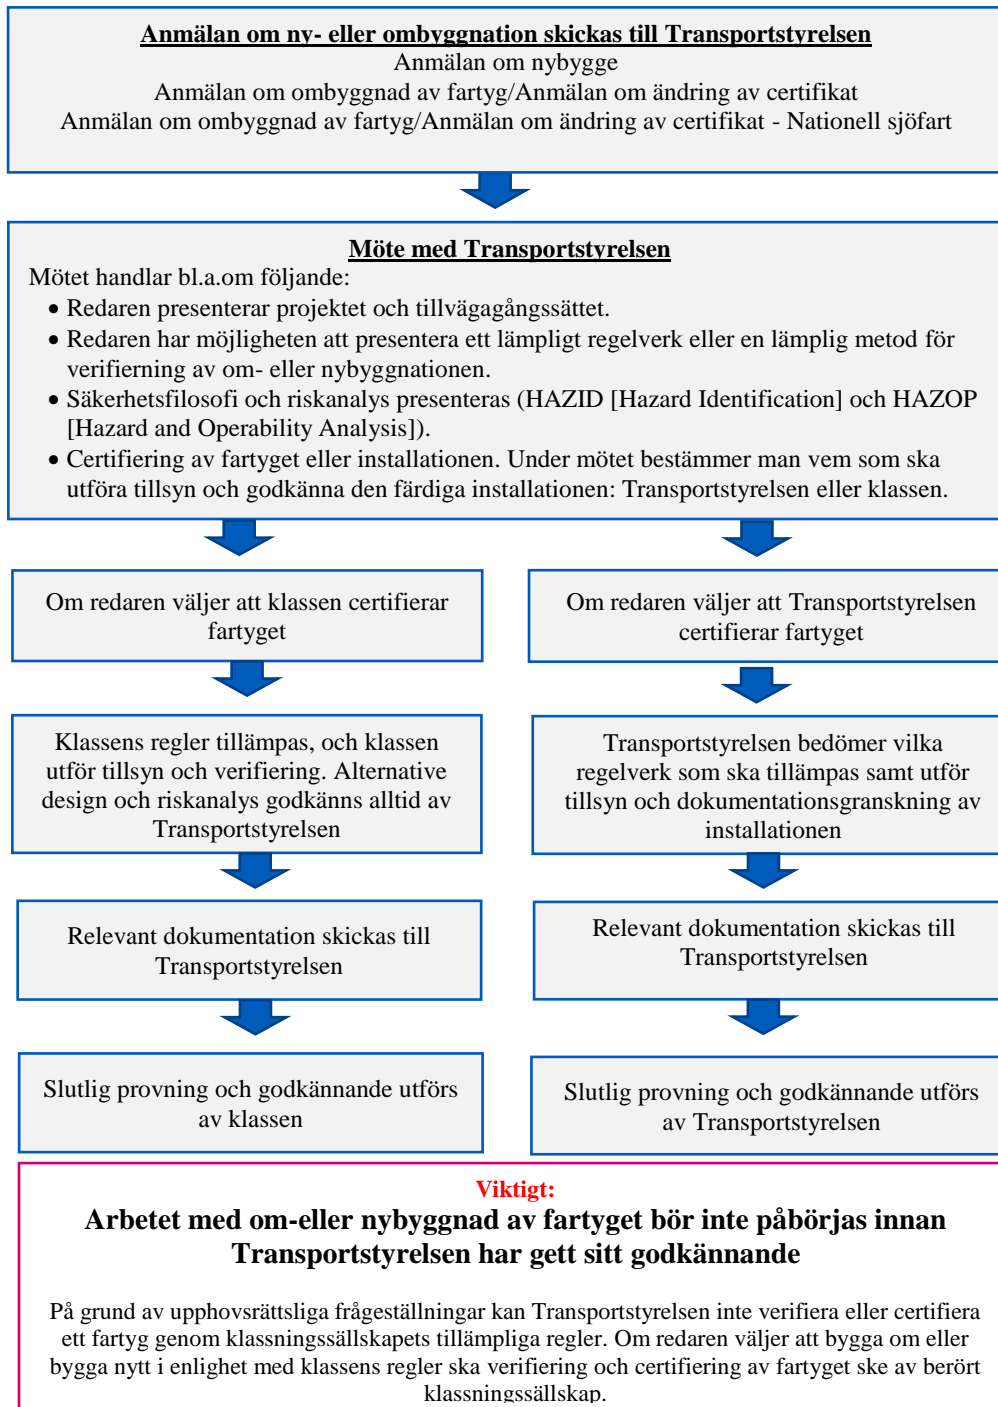 Anmälan om ny- eller ombyggnation skickas till Transportstyrelsen
Anmälan om nybygge
Anmälan om ombyggnad av fartyg/Anmälan om ändring av certifikat
Anmälan om ombyggnad av fartyg/Anmälan om ändring av certifikat - Nationell sjöfart
Möte med Transportstyrelsen
Mötet handlar bl.a.om följande:
• Redaren presenterar projektet och tillvägagångssättet.
• Redaren har möjligheten att presentera ett lämpligt regelverk eller en lämplig metod för
verifierning av om- eller nybyggnationen.
• Säkerhetsfilosofi och riskanalys presenteras (HAZID [Hazard Identification] och HAZOP
[Hazard and Operability Analysis]).
• Certifiering av fartyget eller installationen. Under mötet bestämmer man vem som ska
utföra tillsyn och godkänna den färdiga installationen: Transportstyrelsen eller klassen.
Om redaren väljer att klassen certifierar
fartyget
Klassens regler tillämpas, och klassen
utför tillsyn och verifiering. Alternative
design och riskanalys godkänns alltid av
Transportstyrelsen
Relevant dokumentation skickas till
Transportstyrelsen
Slutlig provning och godkännande utförs
av klassen
Om redaren väljer att Transportstyrelsen
certifierar fartyget
Transportstyrelsen bedömer vilka
regelverk som ska tillämpas samt utför
tillsyn och dokumentationsgranskning av
installationen
Relevant dokumentation skickas till
Transportstyrelsen
Slutlig provning och godkännande utförs
av Transportstyrelsen
Viktigt:
Arbetet med om-eller nybyggnad av fartyget bör inte påbörjas innan
Transportstyrelsen har gett sitt godkännande
På grund av upphovsrättsliga frågeställningar kan Transportstyrelsen inte verifiera eller certifiera
ett fartyg genom klassningssällskapets tillämpliga regler. Om redaren väljer att bygga om eller
bygga nytt i enlighet med klassens regler ska verifiering och certifiering av fartyget ske av berört
klassningssällskap.